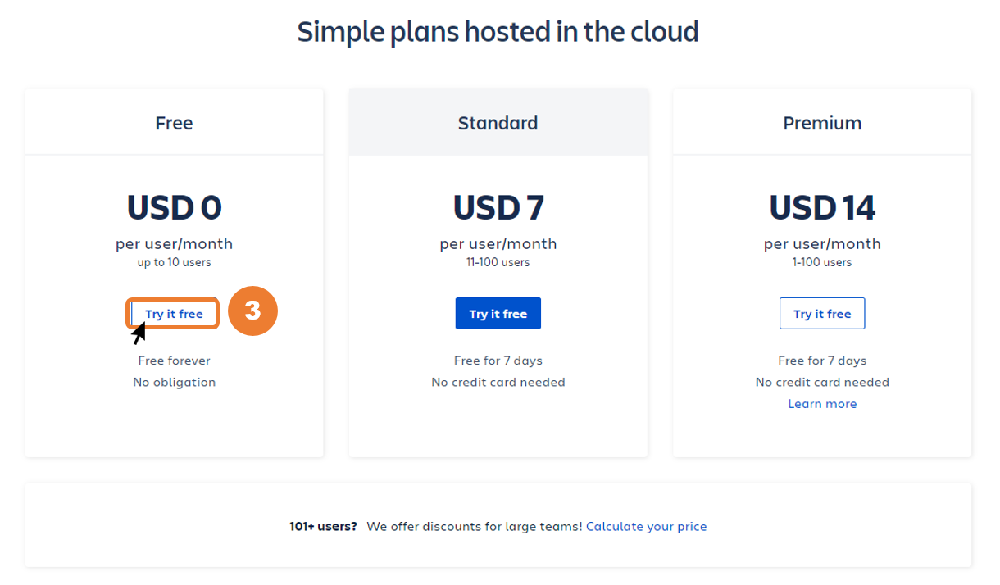 Simple plans hosted in the cloud
Free
USD 0
per user/month
up to 10 users
Try it free
3
Free forever
No obligation
Standard
USD 7
per user/month
11-100 users
Try it free
Free for 7 days
No credit card needed
Premium
USD 14
per user/month
1-100 users
Try it free
Free for 7 days
No credit card needed
Learn more
101+ users? We offer discounts for large teams! Calculate your price